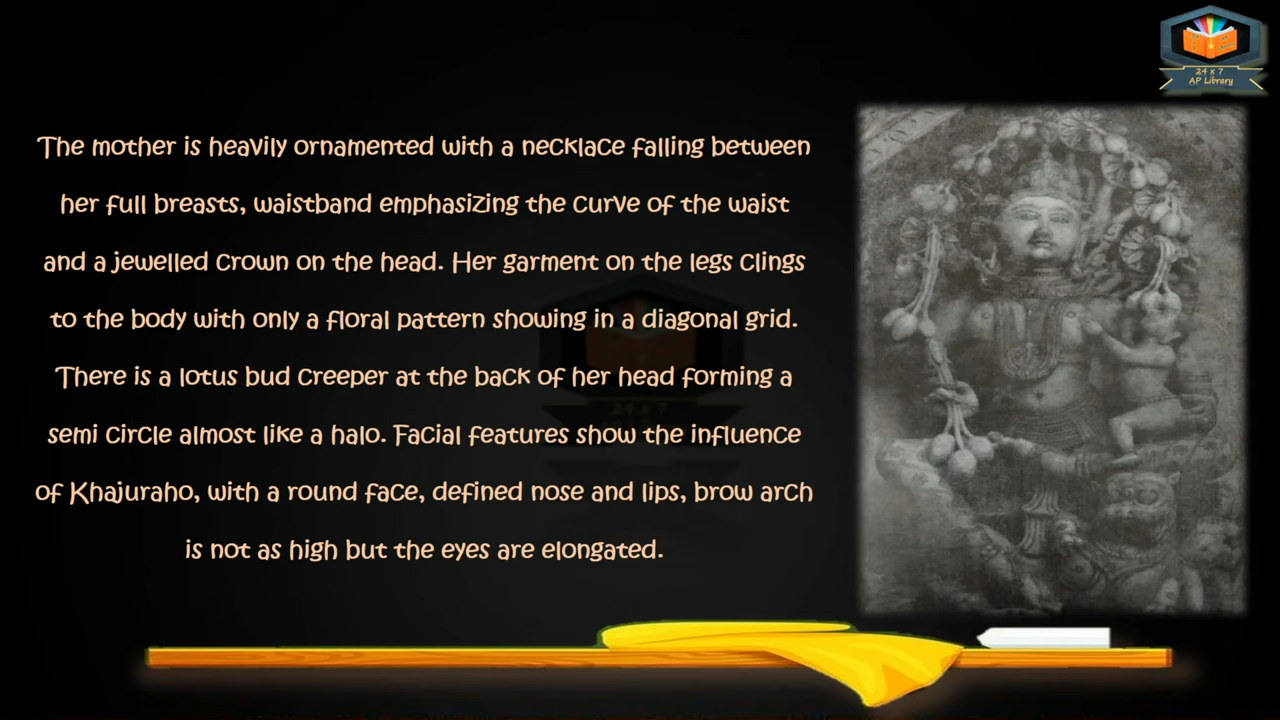 24 x 7
AP Library
The mother is heavily ornamented with a necklace falling between
her full breasts, waistband emphasizing the curve of the waist
and a jewelled crown on the head. Her garment on the legs clings
to the body with only a floral pattern showing in a diagonal grid.
There is a lotus bud creeper at the back of her head forming a
semi circle almost like a halo. Facial features show the influence
of Khajuraho, with a round face, defined nose and lips, brow arch
is not as high but the eyes are elongated.
24 x 7